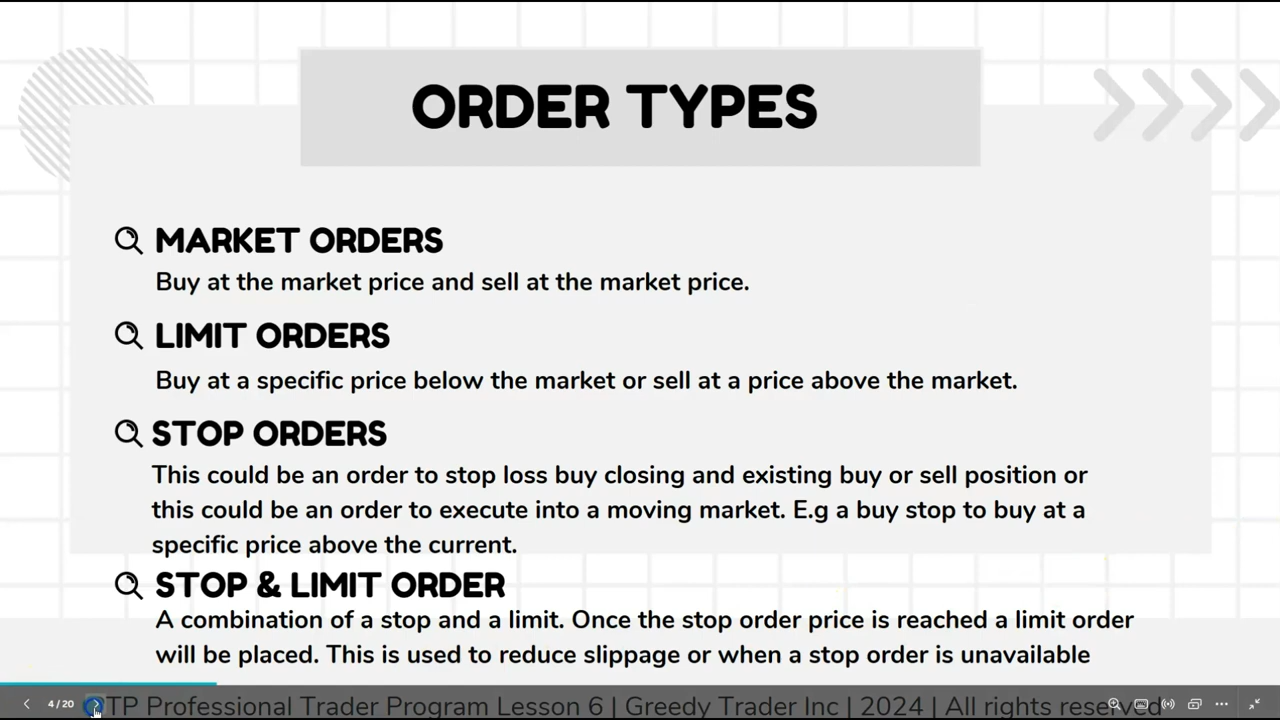 ORDER TYPES
MARKET ORDERS
Buy at the market price and sell at the market price.
LIMIT ORDERS
Buy at a specific price below the market or sell at a price above the market.
STOP ORDERS
This could be an order to stop loss buy closing and existing buy or sell position or
this could be an order to execute into a moving market. E.g a buy stop to buy at a
specific price above the current.
STOP & LIMIT ORDER
A combination of a stop and a limit. Once the stop order price is reached a limit order
will be placed. This is used to reduce slippage or when a stop order is unavailable
4 / 20
Professional Trader Program Lesson 6 | Greedy Trader Inc | 2024 | All rights reserved